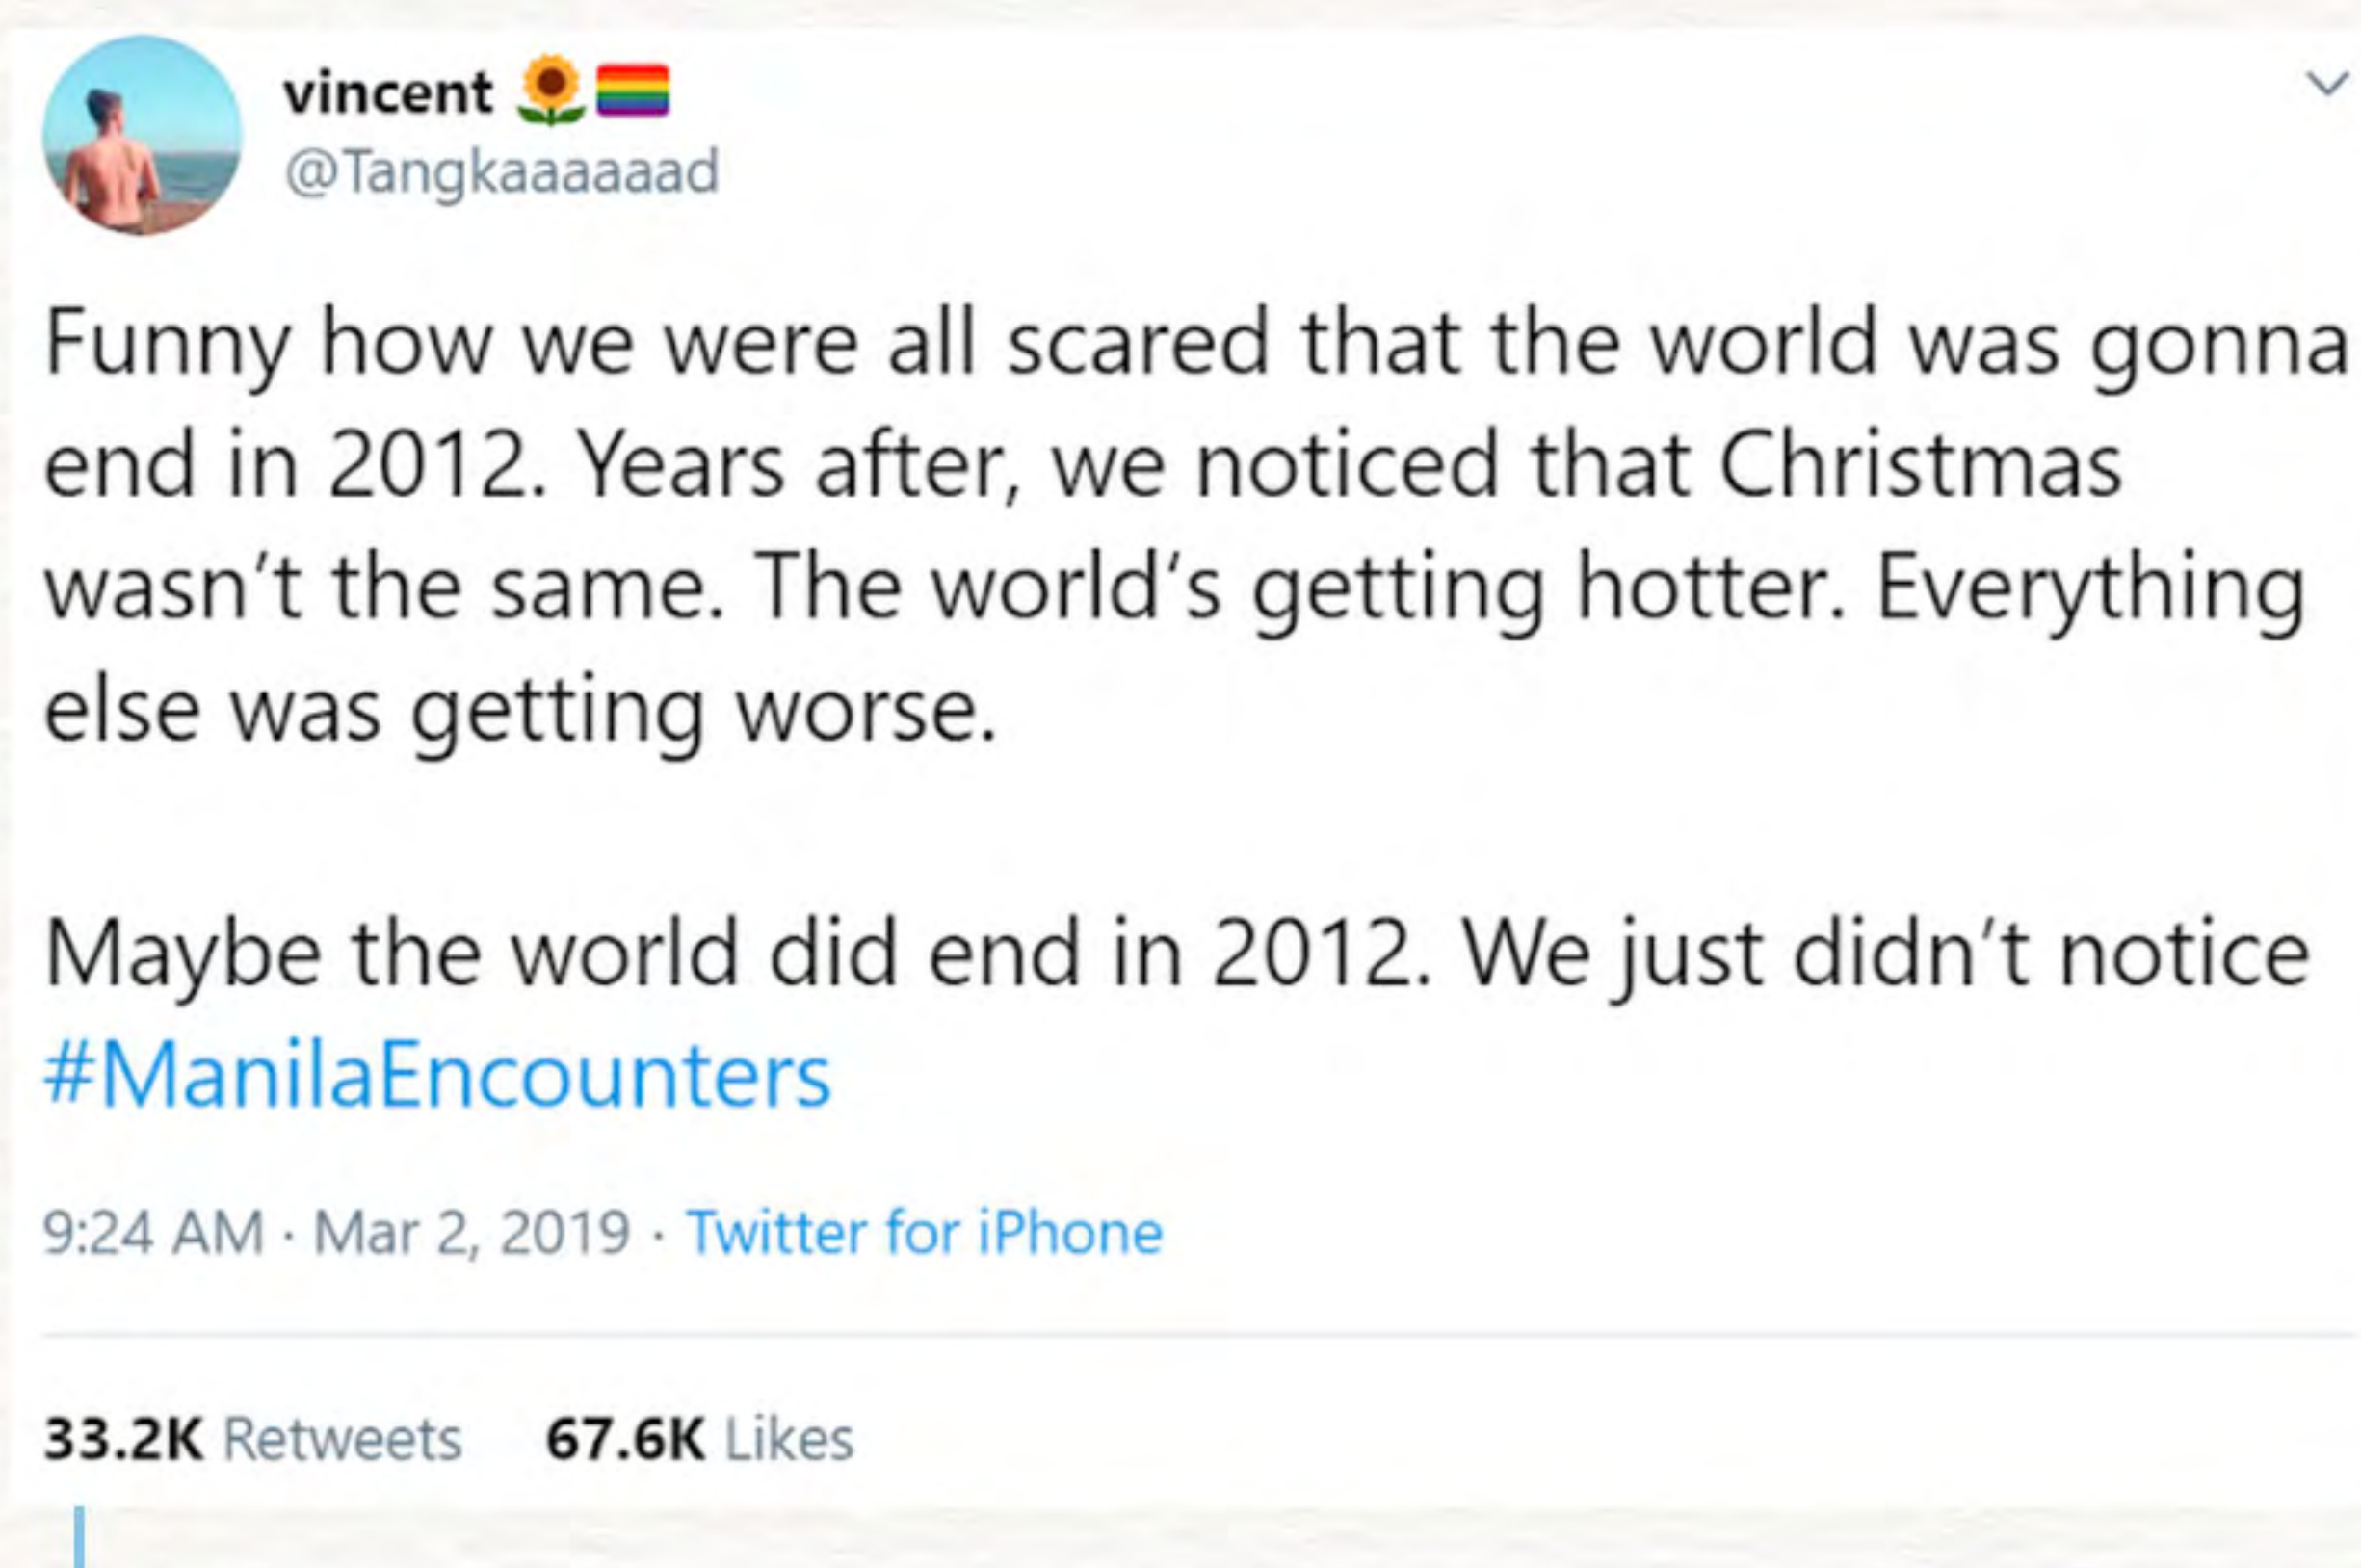 vincent 🌻🏳️‍🌈
@Tangkaaaaaad
Funny how we were all scared that the world was gonna
end in 2012. Years after, we noticed that Christmas
wasn’t the same. The world’s getting hotter. Everything
else was getting worse.
Maybe the world did end in 2012. We just didn’t notice
#ManilaEncounters
9:24 AM · Mar 2, 2019 · Twitter for iPhone
33.2K Retweets 67.6K Likes